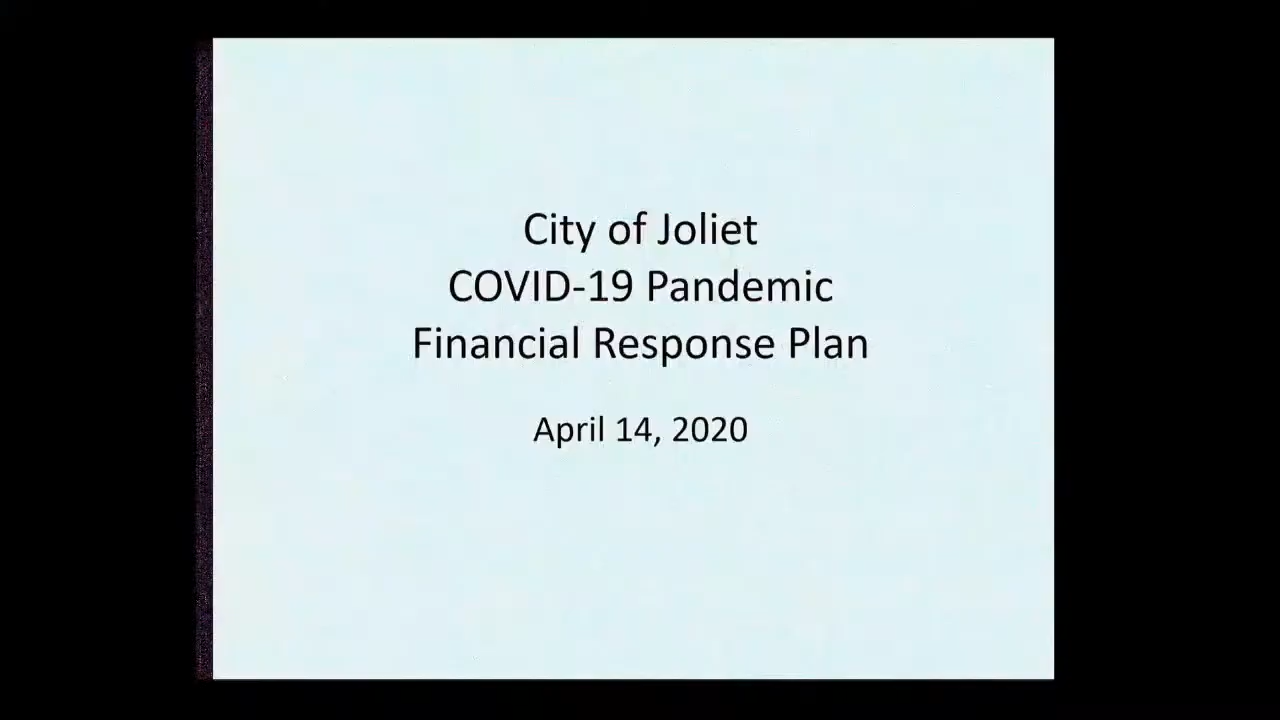 City of Joliet
COVID-19 Pandemic
Financial Response Plan
April 14, 2020